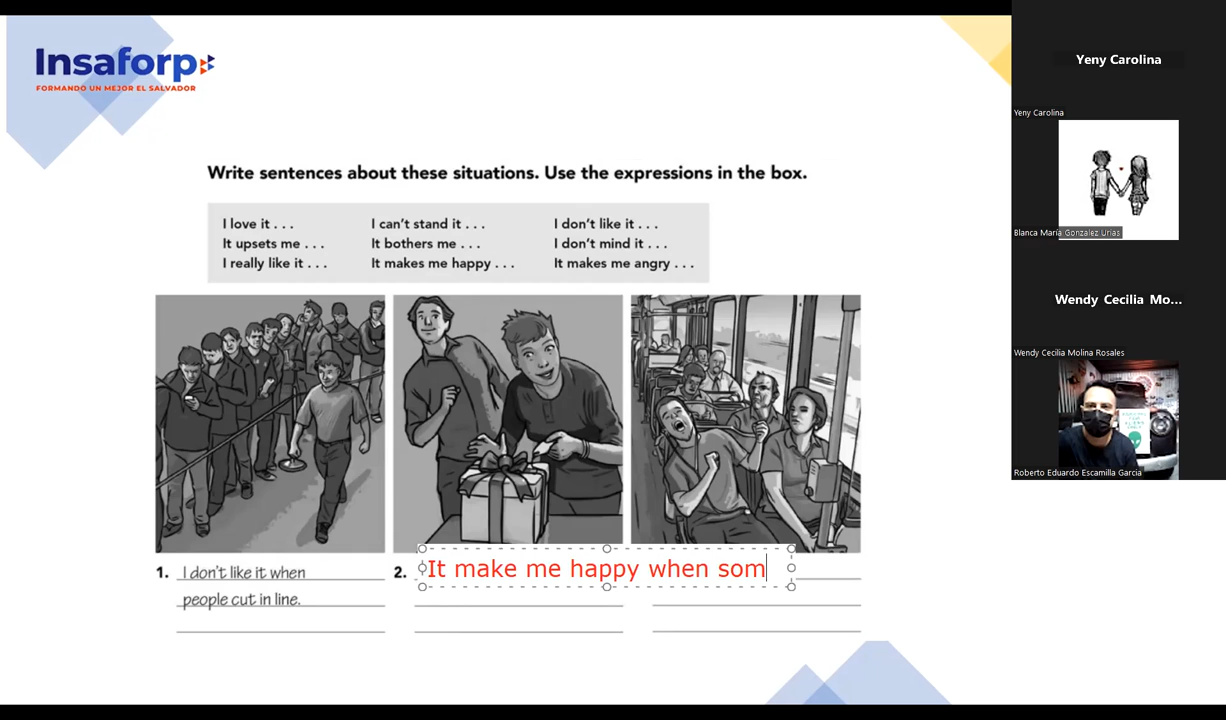 Insaforp
FORMANDO UN MEJOR EL SALVADOR
Write sentences about these situations. Use the expressions in the box.
I love it . . . I can't stand it . . . I don't like it . . .
It upsets me . . . It bothers me . . . I don't mind it . . .
I really like it . . . It makes me happy . . . It makes me angry . . .
1. I don't like it when
people cut in line.
2. It make me happy when som
Yeny Carolina
Yeny Carolina
Blanca María Gonzalez Urias
Wendy Cecilia Mo...
Wendy Cecilia Molina Rosales
Roberto Eduardo Escamilla Garcia